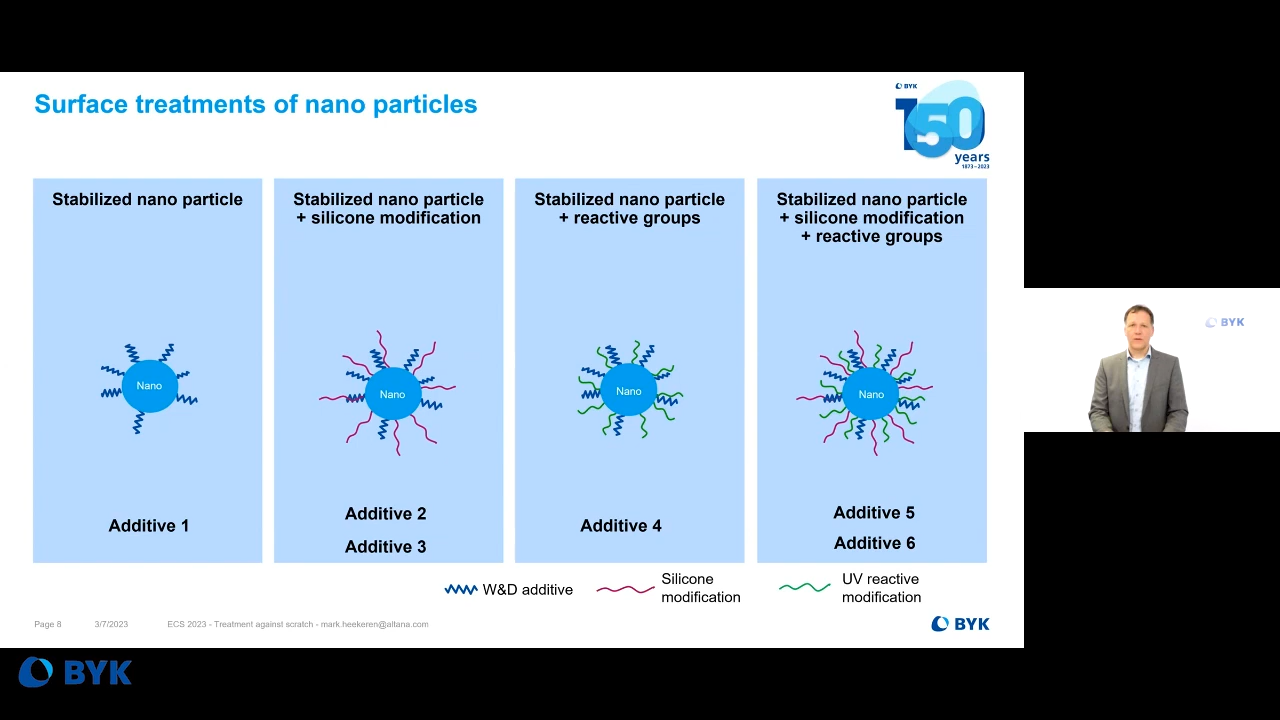 Surface treatments of nano particles
BYK
150
years
1873–2023
Stabilized nano particle
Stabilized nano particle
+ silicone modification
Stabilized nano particle
+ reactive groups
Stabilized nano particle
+ silicone modification
+ reactive groups
Nano
Nano
Nano
Nano
Additive 1
Additive 2
Additive 3
Additive 4
Additive 5
Additive 6
W&D additive
Silicone
modification
UV reactive
modification
Page 8
3/7/2023
ECS 2023 - Treatment against scratch - mark.heekeren@altana.com
BYK
BYK
BYK